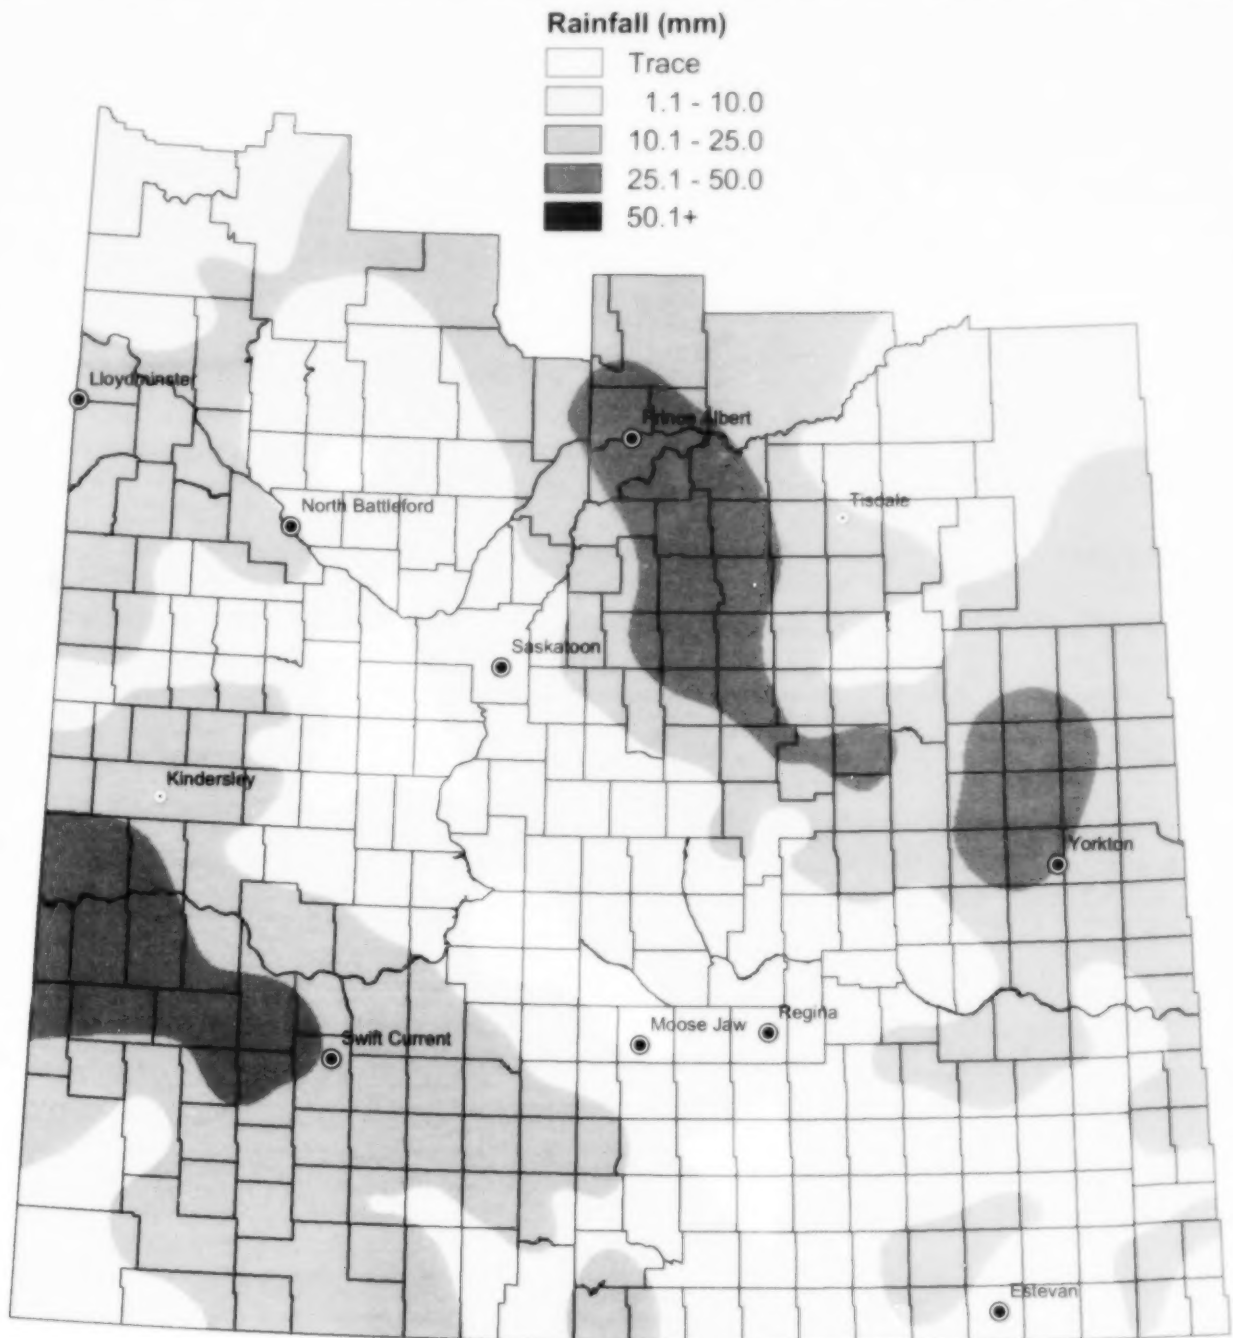 Rainfall (mm)
Trace
1.1 - 10.0
10.1 - 25.0
25.1 - 50.0
50.1+
Lloydminster
Prince Albert
North Battleford
Tisdale
Saskatoon
Kindersley
Yorkton
Swift Current
Moose Jaw
Regina
Estevan